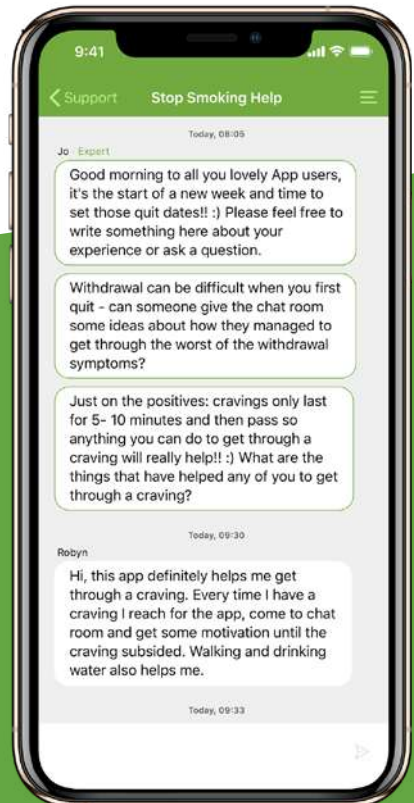 9:41
Support
Stop Smoking Help
Today, 08:05
Jo Expert
Good morning to all you lovely App users,
it's the start of a new week and time to
set those quit dates!! :) Please feel free to
write something here about your
experience or ask a question.
Withdrawal can be difficult when you first
quit - can someone give the chat room
some ideas about how they managed to
get through the worst of the withdrawal
symptoms?
Just on the positives: cravings only last
for 5- 10 minutes and then pass so
anything you can do to get through a
craving will really help!! :) What are the
things that have helped any of you to get
through a craving?
Today, 09:30
Robyn
Hi, this app definitely helps me get
through a craving. Every time I have a
craving I reach for the app, come to chat
room and get some motivation until the
craving subsided. Walking and drinking
water also helps me.
Today, 09:33